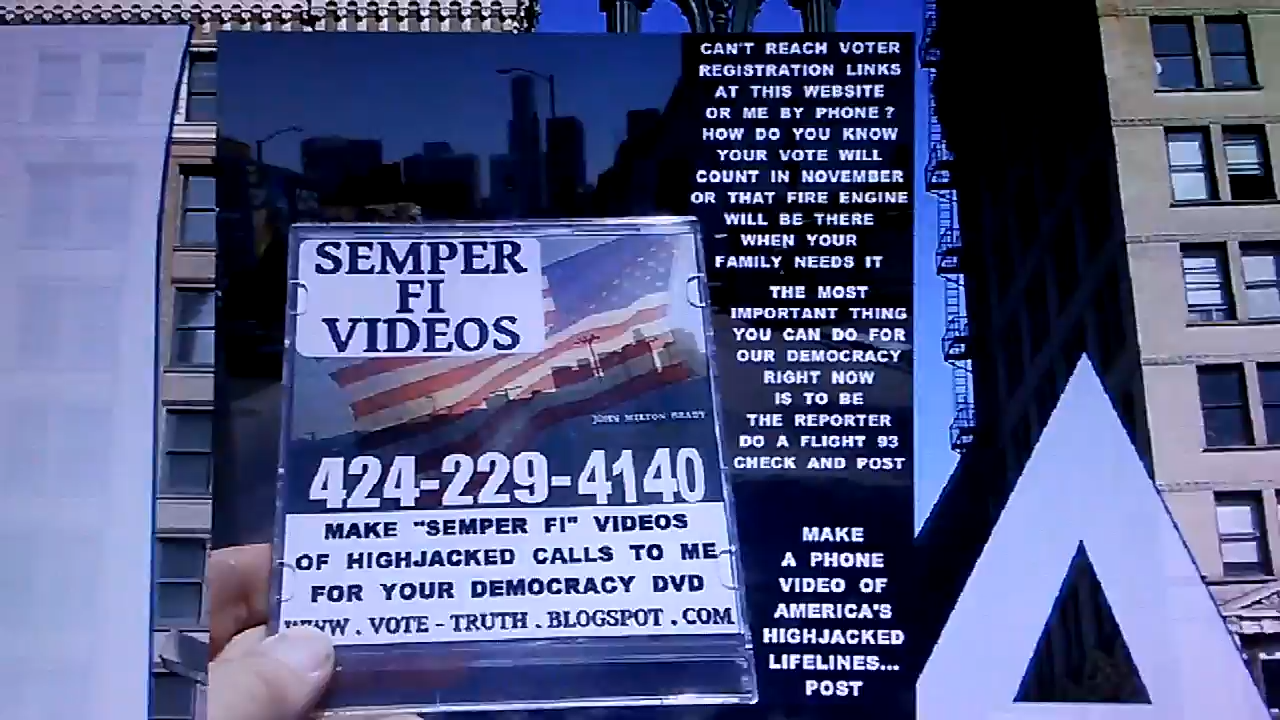 CAN'T REACH VOTER
REGISTRATION LINKS
AT THIS WEBSITE
OR ME BY PHONE?
HOW DO YOU KNOW
YOUR VOTE WILL
COUNT IN NOVEMBER
OR THAT FIRE ENGINE
WILL BE THERE
WHEN YOUR
FAMILY NEEDS IT
THE MOST
IMPORTANT THING
YOU CAN DO FOR
OUR DEMOCRACY
RIGHT NOW
IS TO BE
THE REPORTER
DO A FLIGHT 93
CHECK AND POST
MAKE
A PHONE
VIDEO OF
AMERICA'S
HIGHJACKED
LIFELINES...
POST
SEMPER
FI
VIDEOS
JOHN MILTON BRADY
424-229-4140
MAKE "SEMPER FI" VIDEOS
OF HIGHJACKED CALLS TO ME
FOR YOUR DEMOCRACY DVD
WWW.VOTE-TRUTH.BLOGSPOT.COM
A